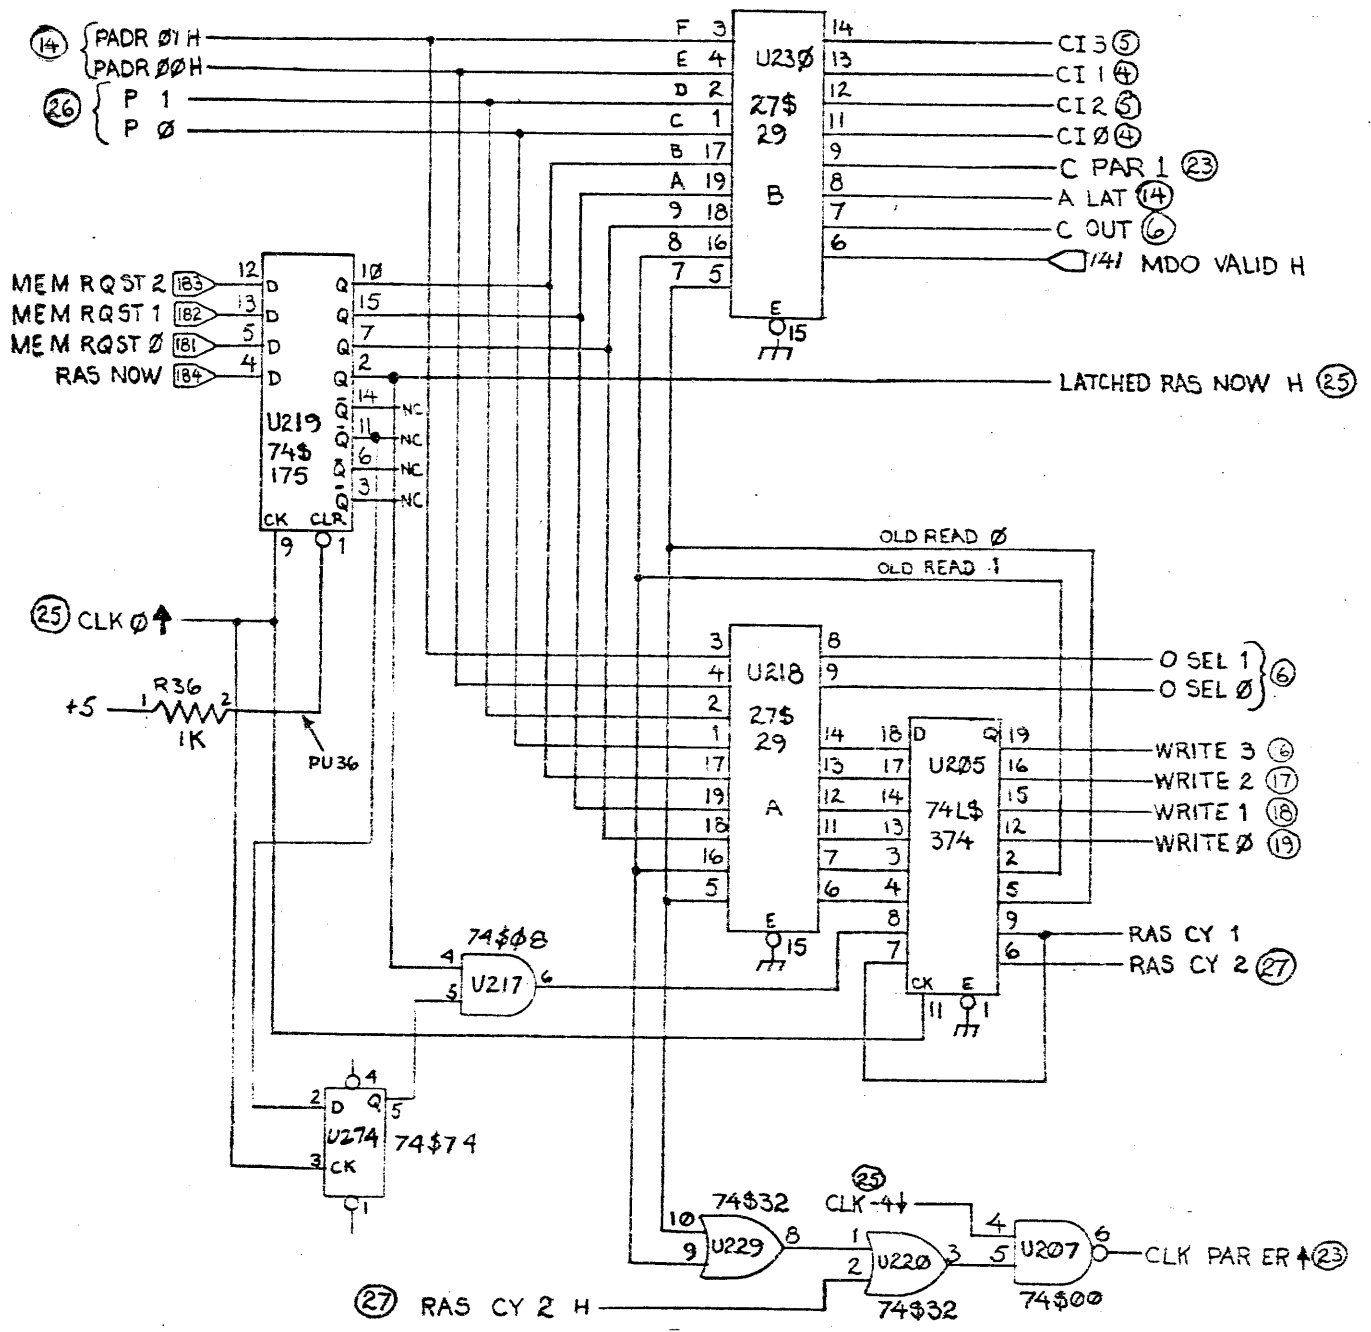 14 { PADR Ø1 H F 3 14 CI 3 5
PADR ØØH E 4 U23Ø 13 CI 1 4
26 { P 1 D 2 27$ 12 CI 2 5
P Ø C 1 29 11 CI Ø 4
B 17 9 C PAR 1 23
A 19 B 8 A LAT 14
9 18 7 C OUT 6
8 16 6 141 MDO VALID H
7 5
E
15
MEM RQST 2 183 12 D Q 10
MEM RQST 1 182 13 D Q 15
MEM RQST Ø 181 5 D Q 7
RAS NOW 184 4 D Q 2 LATCHED RAS NOW H 25
Q 14 NC
U219 Q 11 NC
74$ Q 6 NC
175 Q 3 NC
CK CLR
9 1
OLD READ Ø
OLD READ 1
25 CLK Ø ↑
+5 1 R36 2
1K
PU36
3 8 O SEL 1
4 U218 9 O SEL Ø } 6
2 27$
1 29 14 18 D Q 19 WRITE 3 16
17 13 17 U205 16 WRITE 2 17
19 A 12 14 74L$ 15 WRITE 1 18
18 11 13 374 12 WRITE Ø 19
16 7 3 2
5 6 4 5
E 8 9 RAS CY 1
15 7 6 RAS CY 2 27
CK E
11 1
74$Ø8
4
5 U217 6
4
2 D Q 5
U274 74$74
3 CK
1
74$32
10
9 U229 8
25
CLK -4↓
1
2 U220 3
74$32
4
5 U207 6 CLK PAR ER ↑ 23
74$ØØ
27 RAS CY 2 H